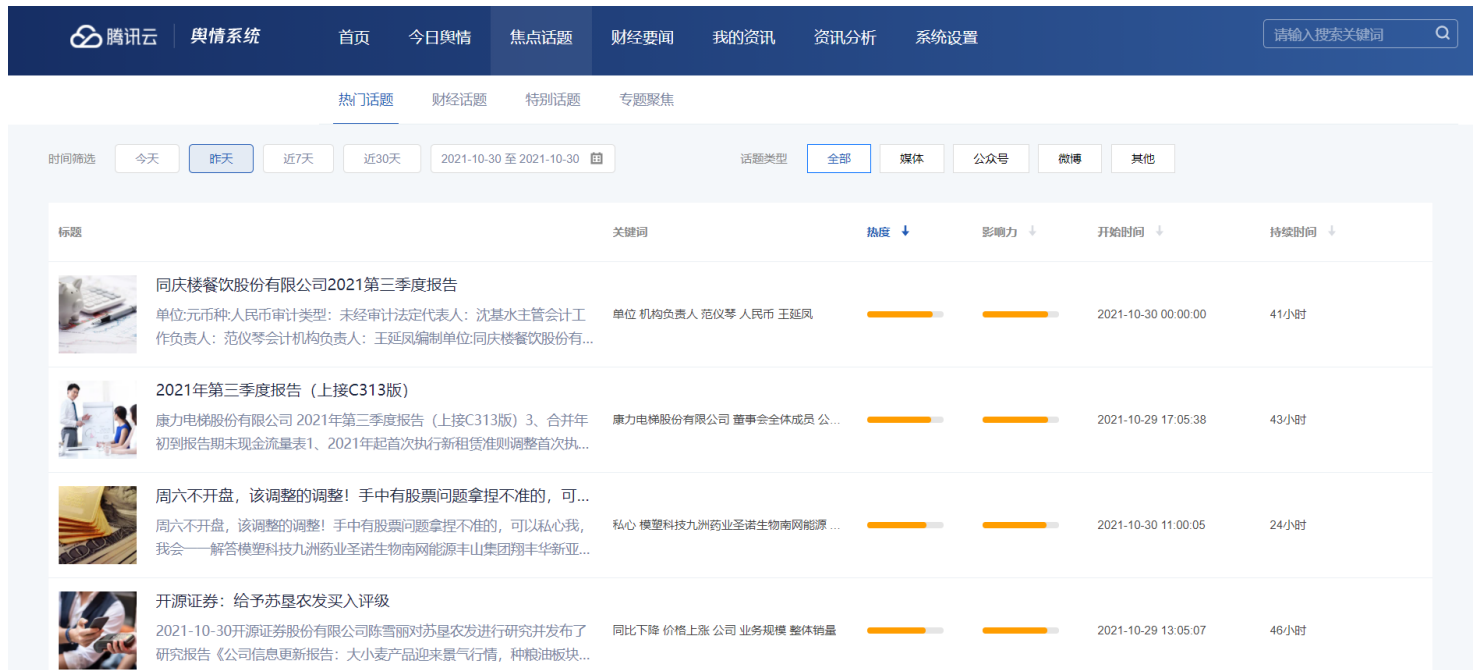 腾讯云 舆情系统 首页 今日舆情 焦点话题 财经要闻 我的资讯 资讯分析 系统设置 请输入搜索关键词
热门话题 财经话题 特别话题 专题聚焦
时间筛选 今天 昨天 近7天 近30天 2021-10-30 至 2021-10-30 话题类型 全部 媒体 公众号 微博 其他
标题 关键词 热度 影响力 开始时间 持续时间
同庆楼餐饮股份有限公司2021第三季度报告
单位:元币种:人民币审计类型：未经审计法定代表人：沈基水主管会计工
作负责人：范仪琴会计机构负责人：王延凤编制单位:同庆楼餐饮股份有...
单位 机构负责人 范仪琴 人民币 王延凤 2021-10-30 00:00:00 41小时
2021年第三季度报告（上接C313版）
康力电梯股份有限公司 2021年第三季度报告（上接C313版）3、合并年
初到报告期末现金流量表1、2021年起首次执行新租赁准则调整首次执...
康力电梯股份有限公司 董事会全体成员 公... 2021-10-29 17:05:38 43小时
周六不开盘，该调整的调整！手中有股票问题拿捏不准的，可...
周六不开盘，该调整的调整！手中有股票问题拿捏不准的，可以私心我，
我会一一解答模塑科技九洲药业圣诺生物南网能源丰山集团翔丰华新亚...
私心 模塑科技九洲药业圣诺生物南网能源 ... 2021-10-30 11:00:05 24小时
开源证券：给予苏垦农发买入评级
2021-10-30开源证券股份有限公司陈雪丽对苏垦农发进行研究并发布了
研究报告《公司信息更新报告：大小麦产品迎来景气行情，种粮油板块...
同比下降 价格上涨 公司 业务规模 整体销量 2021-10-29 13:05:07 46小时